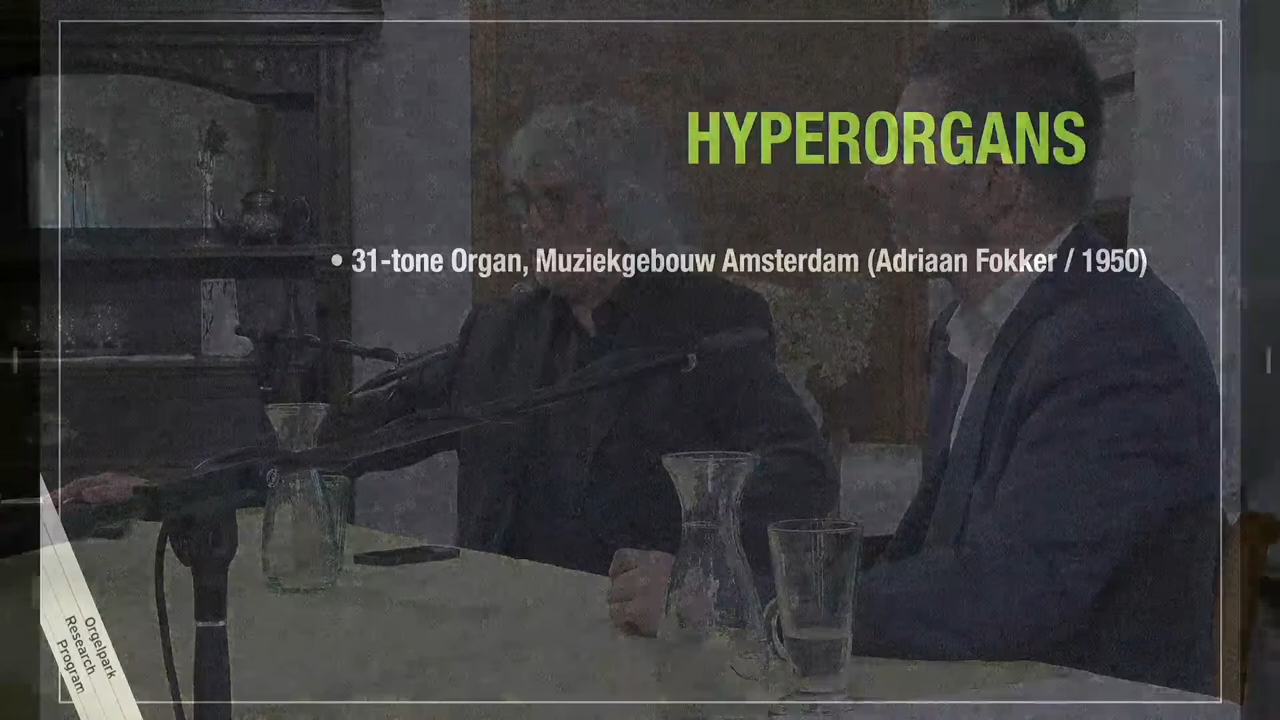 HYPERORGANS
• 31-tone Organ, Muziekgebouw Amsterdam (Adriaan Fokker / 1950)
Orgelpark
Research
Program